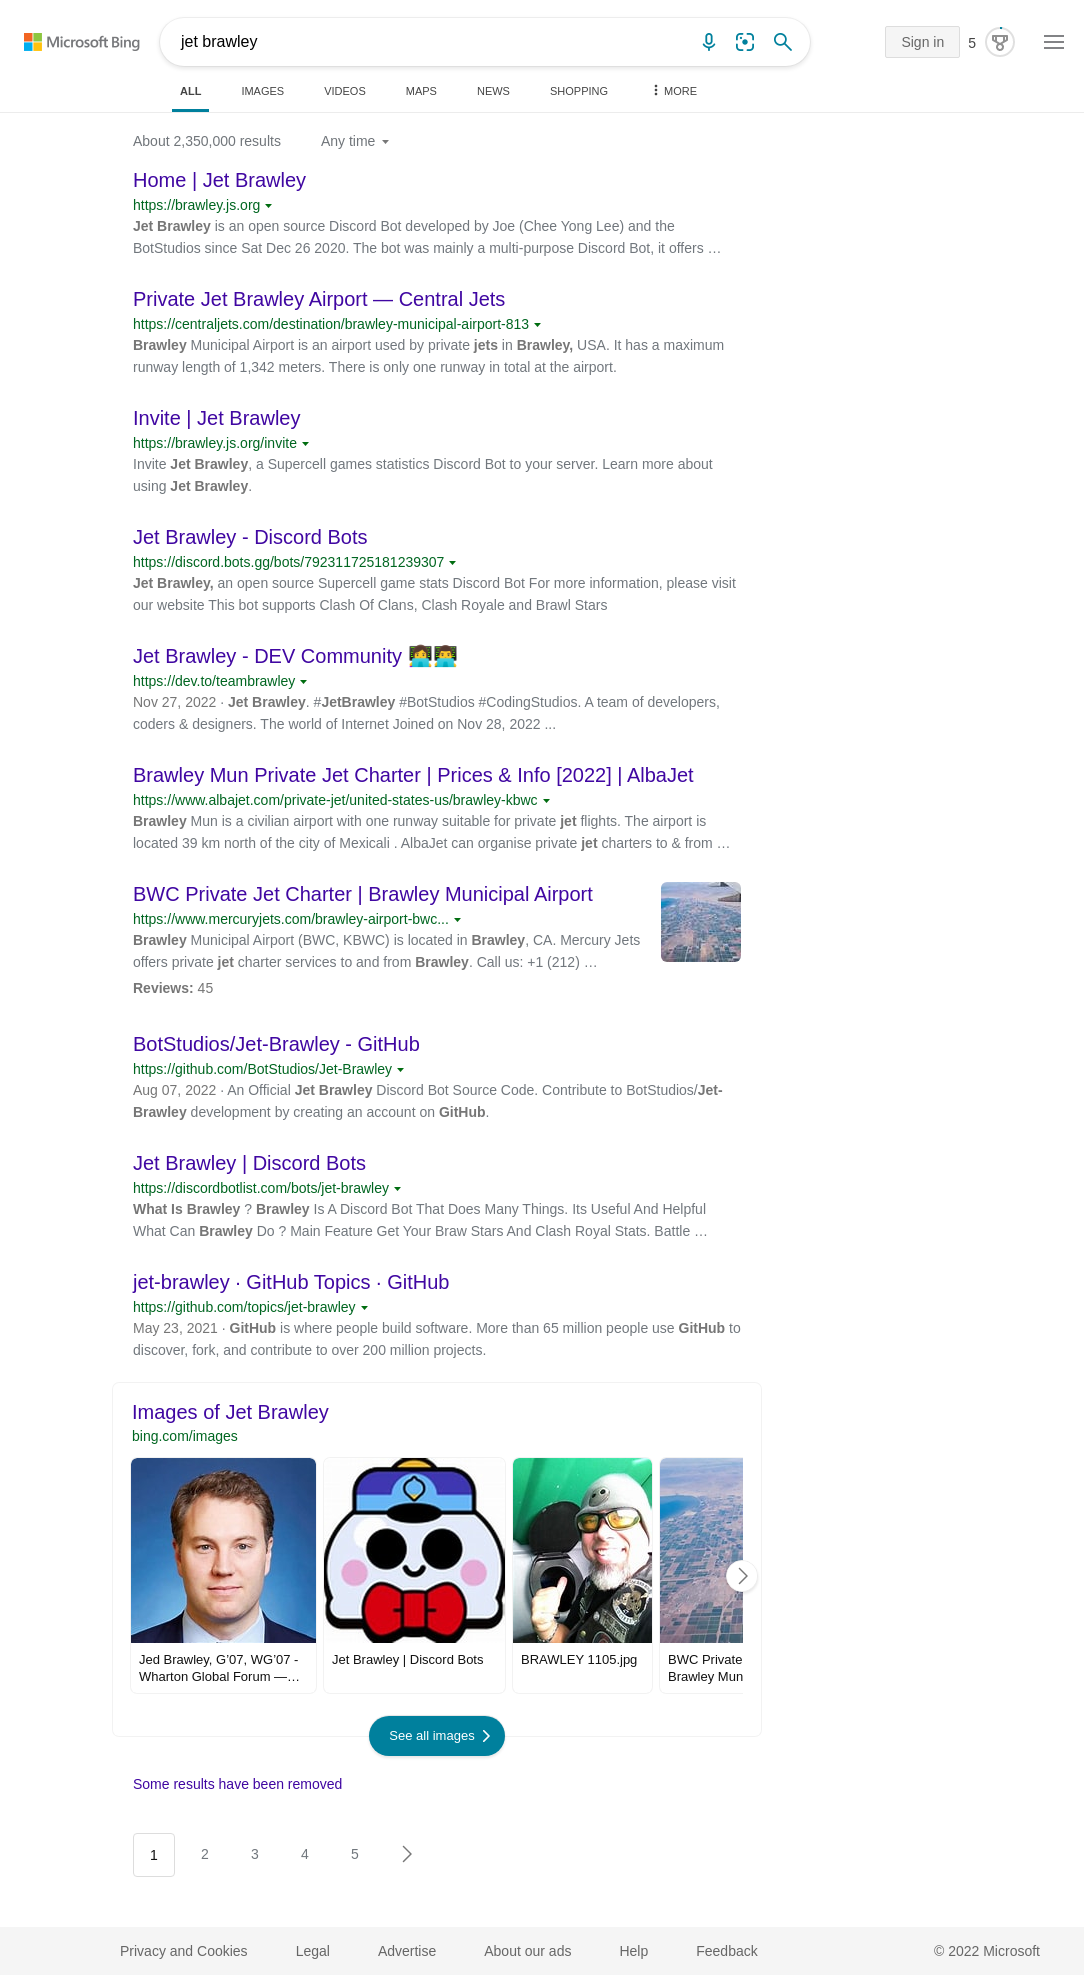 Microsoft Bing
jet brawley
Sign in
5
ALL
IMAGES
VIDEOS
MAPS
NEWS
SHOPPING
MORE
About 2,350,000 results
Any time
Home | Jet Brawley
https://brawley.js.org
Jet Brawley is an open source Discord Bot developed by Joe (Chee Yong Lee) and the
BotStudios since Sat Dec 26 2020. The bot was mainly a multi-purpose Discord Bot, it offers …
Private Jet Brawley Airport — Central Jets
https://centraljets.com/destination/brawley-municipal-airport-813
Brawley Municipal Airport is an airport used by private jets in Brawley, USA. It has a maximum
runway length of 1,342 meters. There is only one runway in total at the airport.
Invite | Jet Brawley
https://brawley.js.org/invite
Invite Jet Brawley, a Supercell games statistics Discord Bot to your server. Learn more about
using Jet Brawley.
Jet Brawley - Discord Bots
https://discord.bots.gg/bots/792311725181239307
Jet Brawley, an open source Supercell game stats Discord Bot For more information, please visit
our website This bot supports Clash Of Clans, Clash Royale and Brawl Stars
Jet Brawley - DEV Community 👩‍💻👨‍💻
https://dev.to/teambrawley
Nov 27, 2022 · Jet Brawley. #JetBrawley #BotStudios #CodingStudios. A team of developers,
coders & designers. The world of Internet Joined on Nov 28, 2022 ...
Brawley Mun Private Jet Charter | Prices & Info [2022] | AlbaJet
https://www.albajet.com/private-jet/united-states-us/brawley-kbwc
Brawley Mun is a civilian airport with one runway suitable for private jet flights. The airport is
located 39 km north of the city of Mexicali . AlbaJet can organise private jet charters to & from …
BWC Private Jet Charter | Brawley Municipal Airport
https://www.mercuryjets.com/brawley-airport-bwc...
Brawley Municipal Airport (BWC, KBWC) is located in Brawley, CA. Mercury Jets
offers private jet charter services to and from Brawley. Call us: +1 (212) …
Reviews: 45
BotStudios/Jet-Brawley - GitHub
https://github.com/BotStudios/Jet-Brawley
Aug 07, 2022 · An Official Jet Brawley Discord Bot Source Code. Contribute to BotStudios/Jet-
Brawley development by creating an account on GitHub.
Jet Brawley | Discord Bots
https://discordbotlist.com/bots/jet-brawley
What Is Brawley ? Brawley Is A Discord Bot That Does Many Things. Its Useful And Helpful
What Can Brawley Do ? Main Feature Get Your Braw Stars And Clash Royal Stats. Battle …
jet-brawley · GitHub Topics · GitHub
https://github.com/topics/jet-brawley
May 23, 2021 · GitHub is where people build software. More than 65 million people use GitHub to
discover, fork, and contribute to over 200 million projects.
Images of Jet Brawley
bing.com/images
Jed Brawley, G'07, WG'07 -
Wharton Global Forum —…
Jet Brawley | Discord Bots
BRAWLEY 1105.jpg
BWC Private
Brawley Mun
See all images
Some results have been removed
1
2
3
4
5
Privacy and Cookies
Legal
Advertise
About our ads
Help
Feedback
© 2022 Microsoft